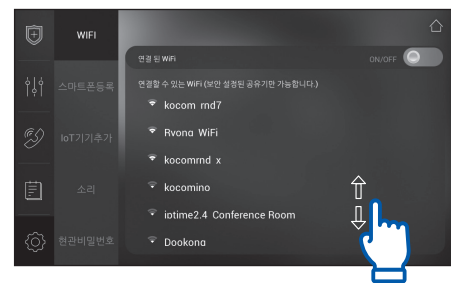 WIFI
스마트폰등록
IoT기기추가
소리
현관비밀번호
연결 된 WiFi
ON/OFF
연결할 수 있는 WiFi (보안 설정된 공유기만 가능합니다.)
kocom rnd7
Rvona WiFi
kocomrnd x
kocomino
iotime2.4 Conference Room
Dookona